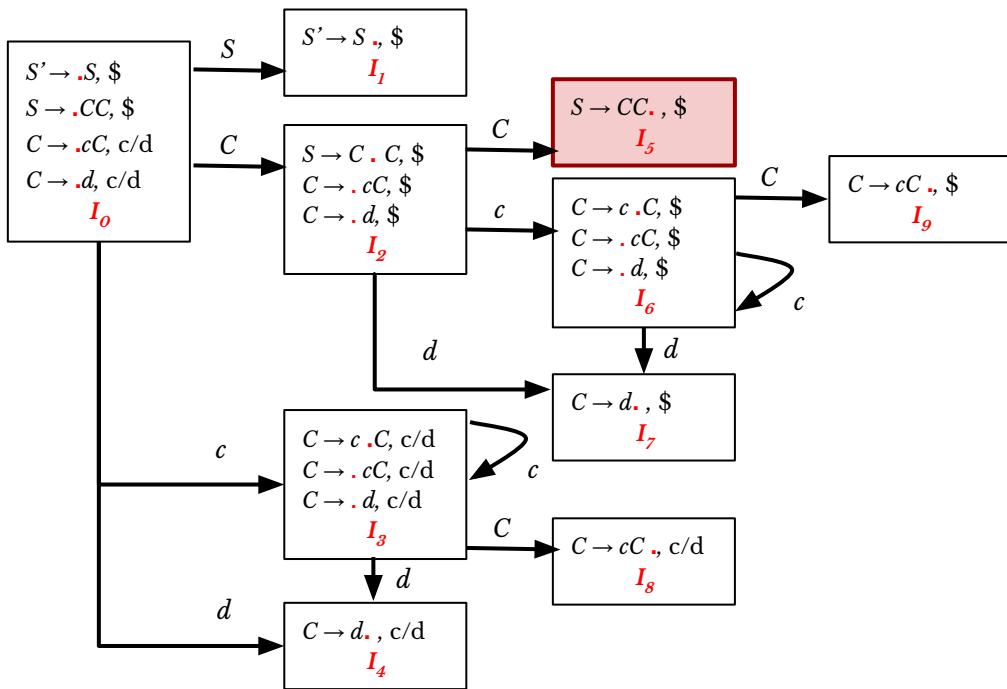 S' → .S, $
S → .CC, $
C → .cC, c/d
C → .d, c/d
I0
S
S' → S ., $
I1
C
S → C . C, $
C → . cC, $
C → . d, $
I2
C
S → CC. , $
I5
c
C → c .C, $
C → . cC, $
C → . d, $
I6
C
C → cC ., $
I9
c
d
d
C → d. , $
I7
c
C → c .C, c/d
C → . cC, c/d
C → . d, c/d
I3
c
C
C → cC ., c/d
I8
d
d
C → d. , c/d
I4